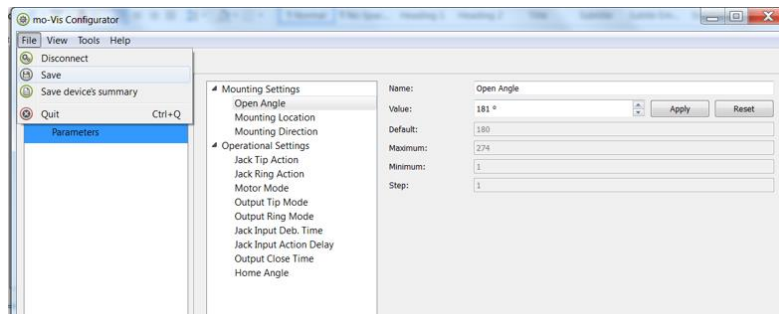 mo-Vis Configurator
File View Tools Help
Disconnect
Save
Save device's summary
Quit Ctrl+Q
Parameters
Mounting Settings
Open Angle
Mounting Location
Mounting Direction
Operational Settings
Jack Tip Action
Jack Ring Action
Motor Mode
Output Tip Mode
Output Ring Mode
Jack Input Deb. Time
Jack Input Action Delay
Output Close Time
Home Angle
Name: Open Angle
Value: 181 ° Apply Reset
Default: 180
Maximum: 274
Minimum: 1
Step: 1